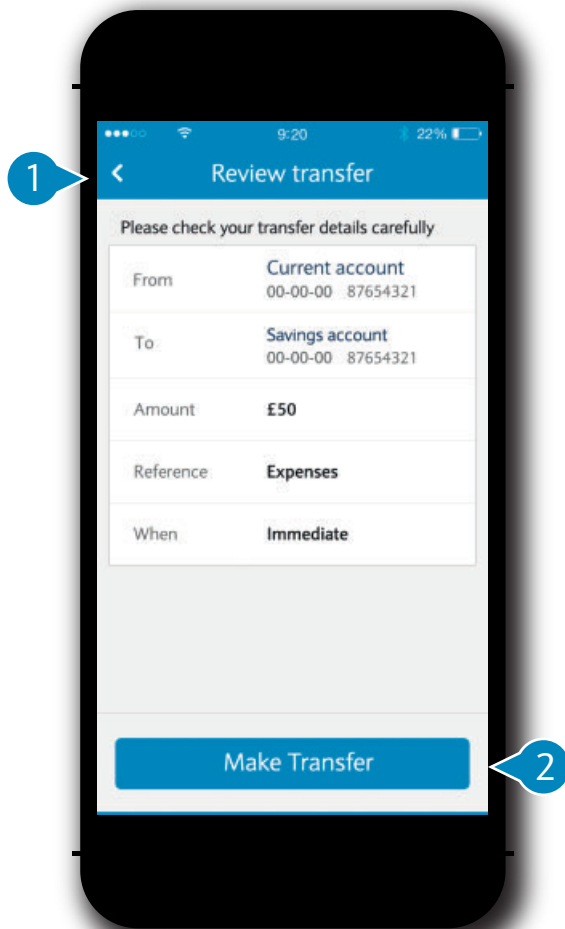 9:20 22%
1
Review transfer
Please check your transfer details carefully
From Current account
00-00-00 87654321
To Savings account
00-00-00 87654321
Amount £50
Reference Expenses
When Immediate
Make Transfer
2